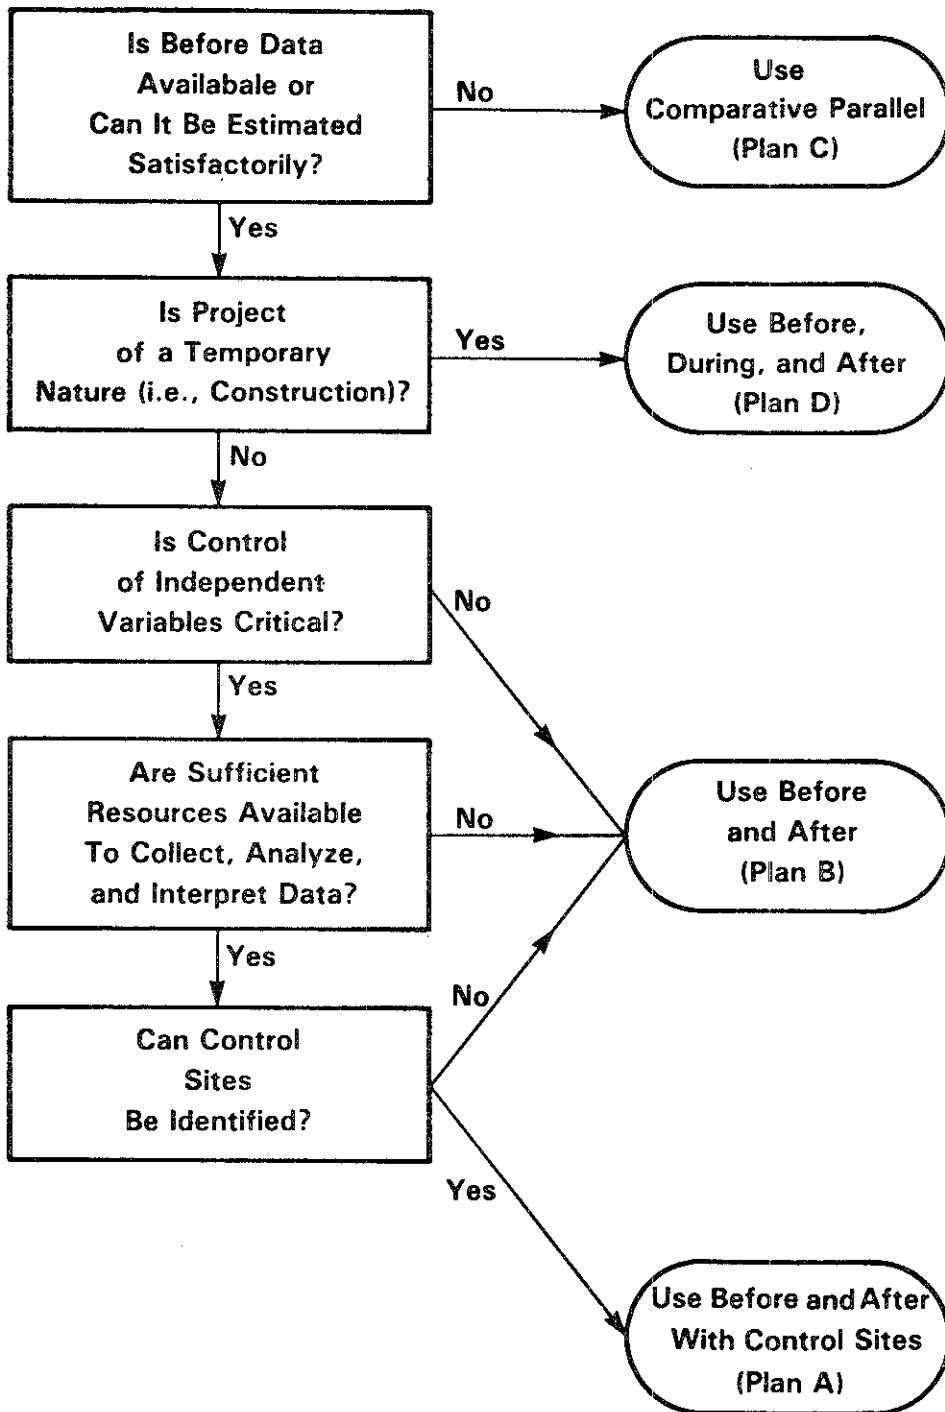 Is Before Data
Availabale or
Can It Be Estimated
Satisfactorily?
No
Use
Comparative Parallel
(Plan C)
Yes
Is Project
of a Temporary
Nature (i.e., Construction)?
Yes
Use Before,
During, and After
(Plan D)
No
Is Control
of Independent
Variables Critical?
No
Yes
Are Sufficient
Resources Available
To Collect, Analyze,
and Interpret Data?
No
Use Before
and After
(Plan B)
Yes
Can Control
Sites
Be Identified?
No
Yes
Use Before and After
With Control Sites
(Plan A)